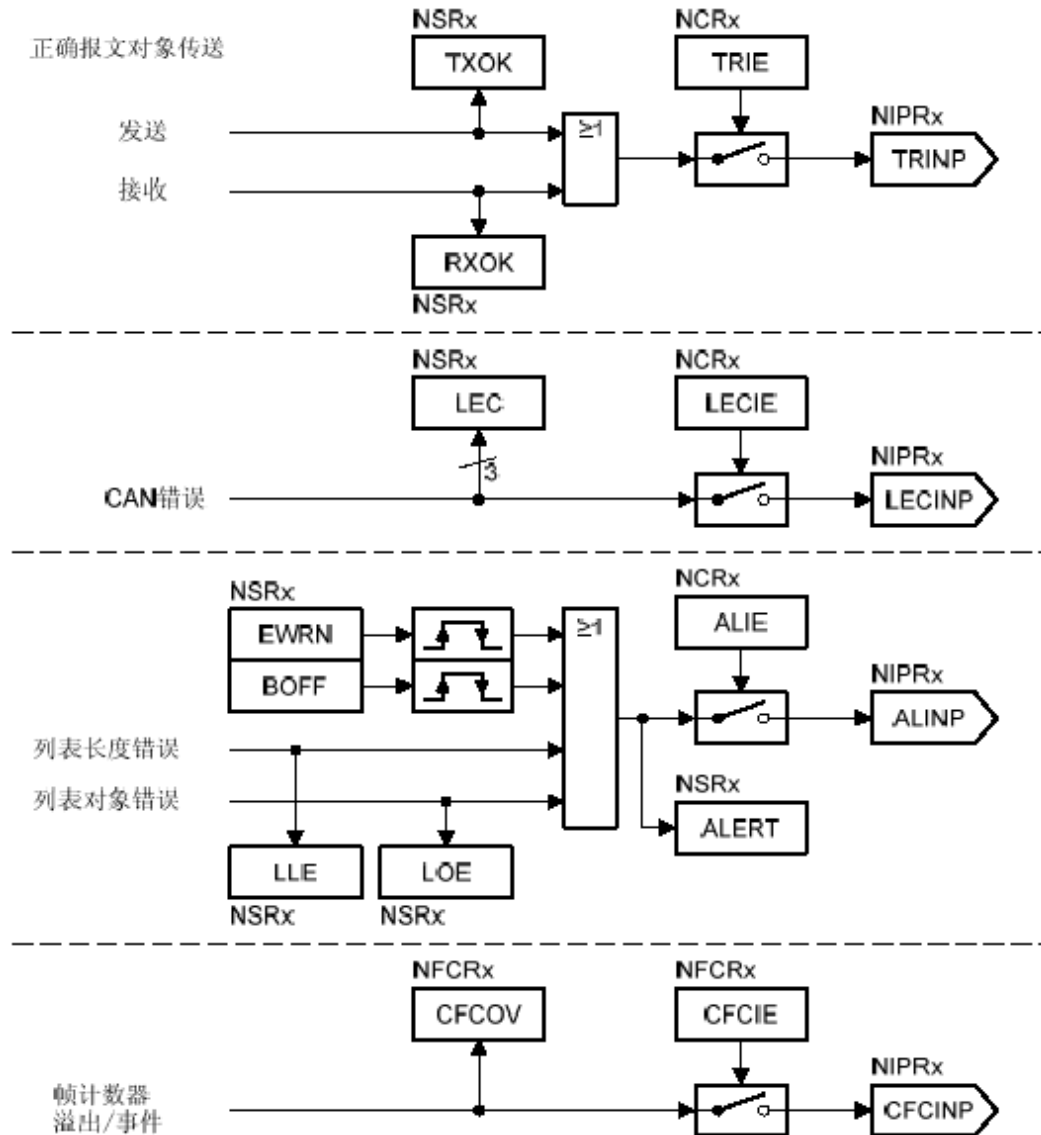 正确报文对象传送
NSRx
TXOK
NCRx
TRIE
发送
≥1
NIPRx
TRINP
接收
RXOK
NSRx
NSRx
LEC
NCRx
LECIE
3
CAN错误
NIPRx
LECINP
NSRx
EWRN
BOFF
≥1
NCRx
ALIE
NIPRx
ALINP
列表长度错误
列表对象错误
NSRx
ALERT
LLE
NSRx
LOE
NSRx
NFCRx
CFCOV
NFCRx
CFCIE
帧计数器
溢出/事件
NIPRx
CFCINP